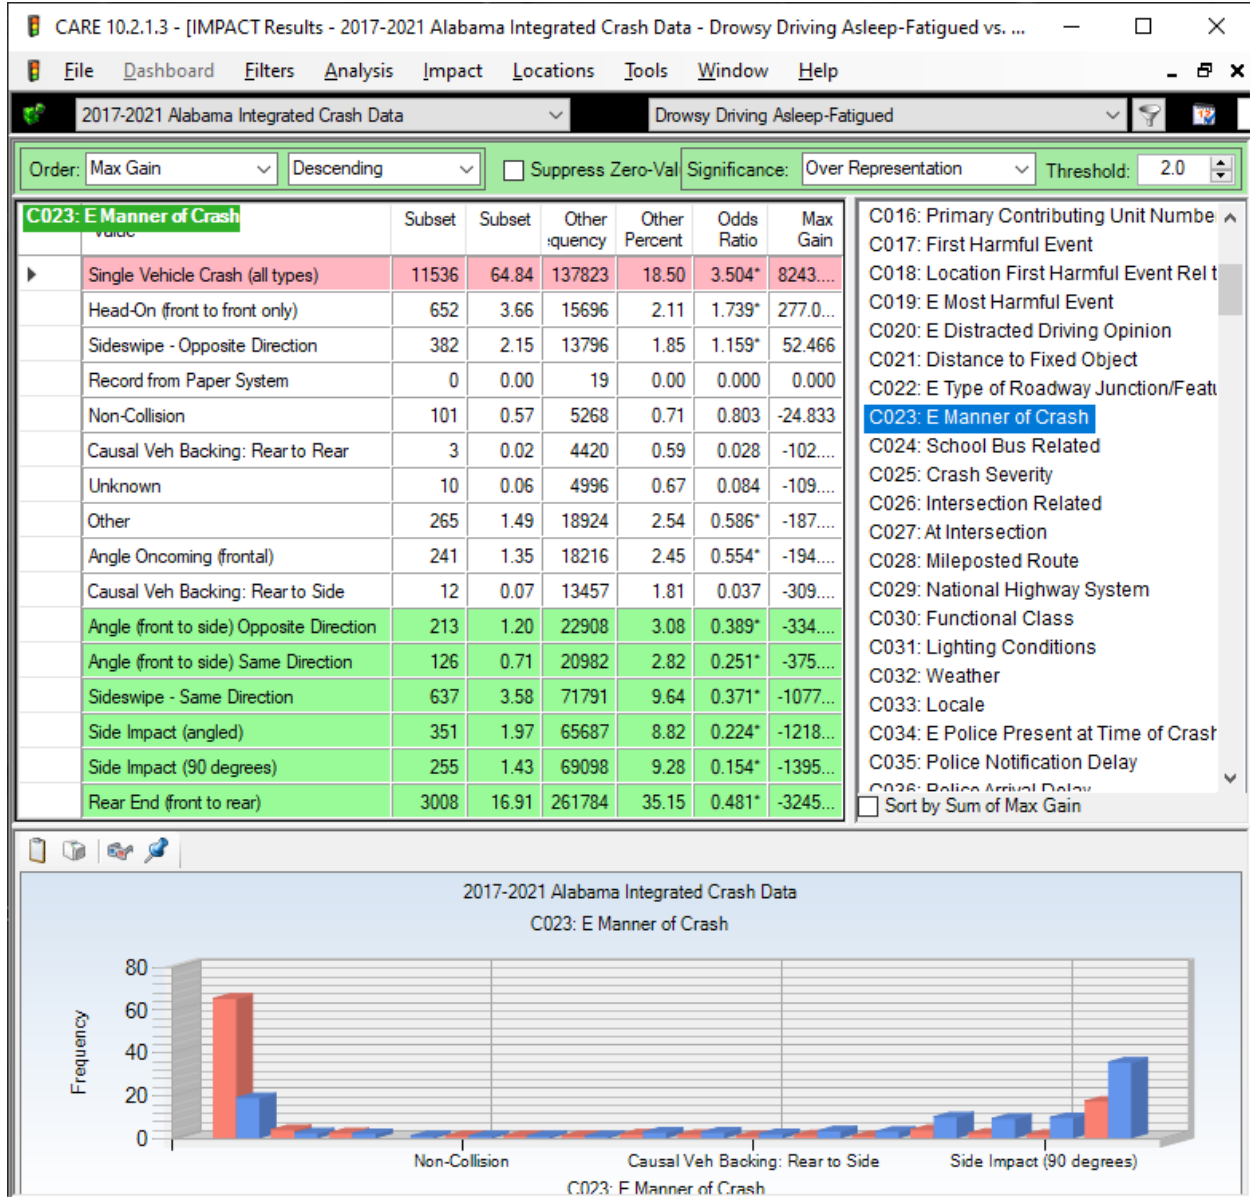 CARE 10.2.1.3 - [IMPACT Results - 2017-2021 Alabama Integrated Crash Data - Drowsy Driving Asleep-Fatigued vs. ...
File Dashboard Filters Analysis Impact Locations Tools Window Help
2017-2021 Alabama Integrated Crash Data Drowsy Driving Asleep-Fatigued
Order: Max Gain Descending Suppress Zero-Val Significance: Over Representation Threshold: 2.0
C023: E Manner of Crash
Subset Subset Other Other Odds Max
Value quency Percent Ratio Gain
Single Vehicle Crash (all types) 11536 64.84 137823 18.50 3.504* 8243....
Head-On (front to front only) 652 3.66 15696 2.11 1.739* 277.0...
Sideswipe - Opposite Direction 382 2.15 13796 1.85 1.159* 52.466
Record from Paper System 0 0.00 19 0.00 0.000 0.000
Non-Collision 101 0.57 5268 0.71 0.803 -24.833
Causal Veh Backing: Rear to Rear 3 0.02 4420 0.59 0.028 -102....
Unknown 10 0.06 4996 0.67 0.084 -109....
Other 265 1.49 18924 2.54 0.586* -187....
Angle Oncoming (frontal) 241 1.35 18216 2.45 0.554* -194....
Causal Veh Backing: Rear to Side 12 0.07 13457 1.81 0.037 -309....
Angle (front to side) Opposite Direction 213 1.20 22908 3.08 0.389* -334....
Angle (front to side) Same Direction 126 0.71 20982 2.82 0.251* -375....
Sideswipe - Same Direction 637 3.58 71791 9.64 0.371* -1077...
Side Impact (angled) 351 1.97 65687 8.82 0.224* -1218...
Side Impact (90 degrees) 255 1.43 69098 9.28 0.154* -1395...
Rear End (front to rear) 3008 16.91 261784 35.15 0.481* -3245...
C016: Primary Contributing Unit Numbe
C017: First Harmful Event
C018: Location First Harmful Event Rel t
C019: E Most Harmful Event
C020: E Distracted Driving Opinion
C021: Distance to Fixed Object
C022: E Type of Roadway Junction/Featu
C023: E Manner of Crash
C024: School Bus Related
C025: Crash Severity
C026: Intersection Related
C027: At Intersection
C028: Mileposted Route
C029: National Highway System
C030: Functional Class
C031: Lighting Conditions
C032: Weather
C033: Locale
C034: E Police Present at Time of Crash
C035: Police Notification Delay
C036: Police Arrival Delay
Sort by Sum of Max Gain
2017-2021 Alabama Integrated Crash Data
C023: E Manner of Crash
Frequency
80
60
40
20
0
Non-Collision Causal Veh Backing: Rear to Side Side Impact (90 degrees)
C023: E Manner of Crash